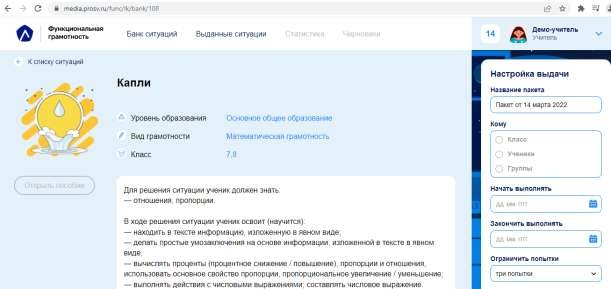 media.prosv.ru/func/tk/bank/108
Функциональная
грамотность
Банк ситуаций
Выданные ситуации
Статистика
Черновики
14
Демо-учитель
Учитель
К списку ситуаций
Капли
Уровень образования
Основное общее образование
Вид грамотности
Математическая грамотность
Класс
7,8
Открыть пособие
Для решения ситуации ученик должен знать:
— отношения, пропорции.
В ходе решения ситуации ученик освоит (научится):
— находить в тексте информацию, изложенную в явном виде;
— делать простые умозаключения на основе информации, изложенной в тексте в явном
виде;
— вычислять проценты (процентное снижение / повышение), пропорции и отношения,
использовать основное свойство пропорции, пропорциональное увеличение / уменьшение;
— выполнять действия с числовыми выражениями; составлять числовое выражение
Настройка выдачи
Название пакета
Пакет от 14 марта 2022
Кому
Класс
Ученики
Группы
Начать выполнять
дд. мм. гггг
Закончить выполнять
дд. мм. гггг
Ограничить попытки
три попытки